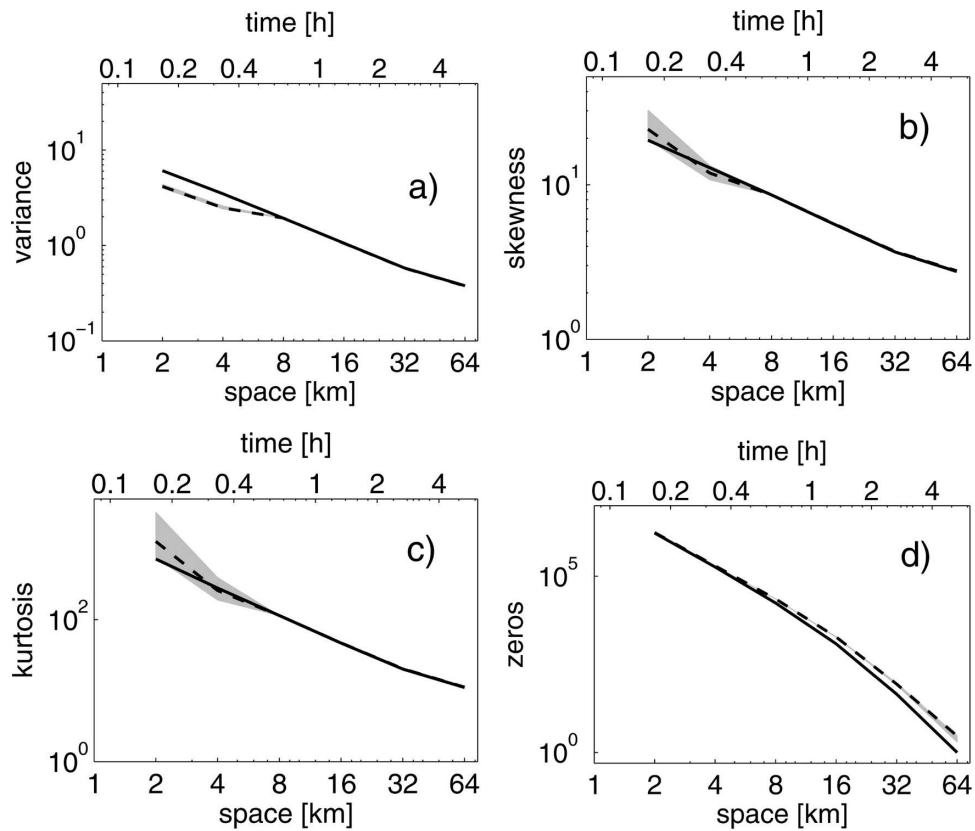 time [h]
0.1 0.2 0.4 1 2 4
variance
10^1
10^0
10^-1
a)
1 2 4 8 16 32 64
space [km]
time [h]
0.1 0.2 0.4 1 2 4
skewness
10^1
10^0
b)
1 2 4 8 16 32 64
space [km]
time [h]
0.1 0.2 0.4 1 2 4
kurtosis
10^2
10^0
c)
1 2 4 8 16 32 64
space [km]
time [h]
0.1 0.2 0.4 1 2 4
zeros
10^5
10^0
d)
1 2 4 8 16 32 64
space [km]